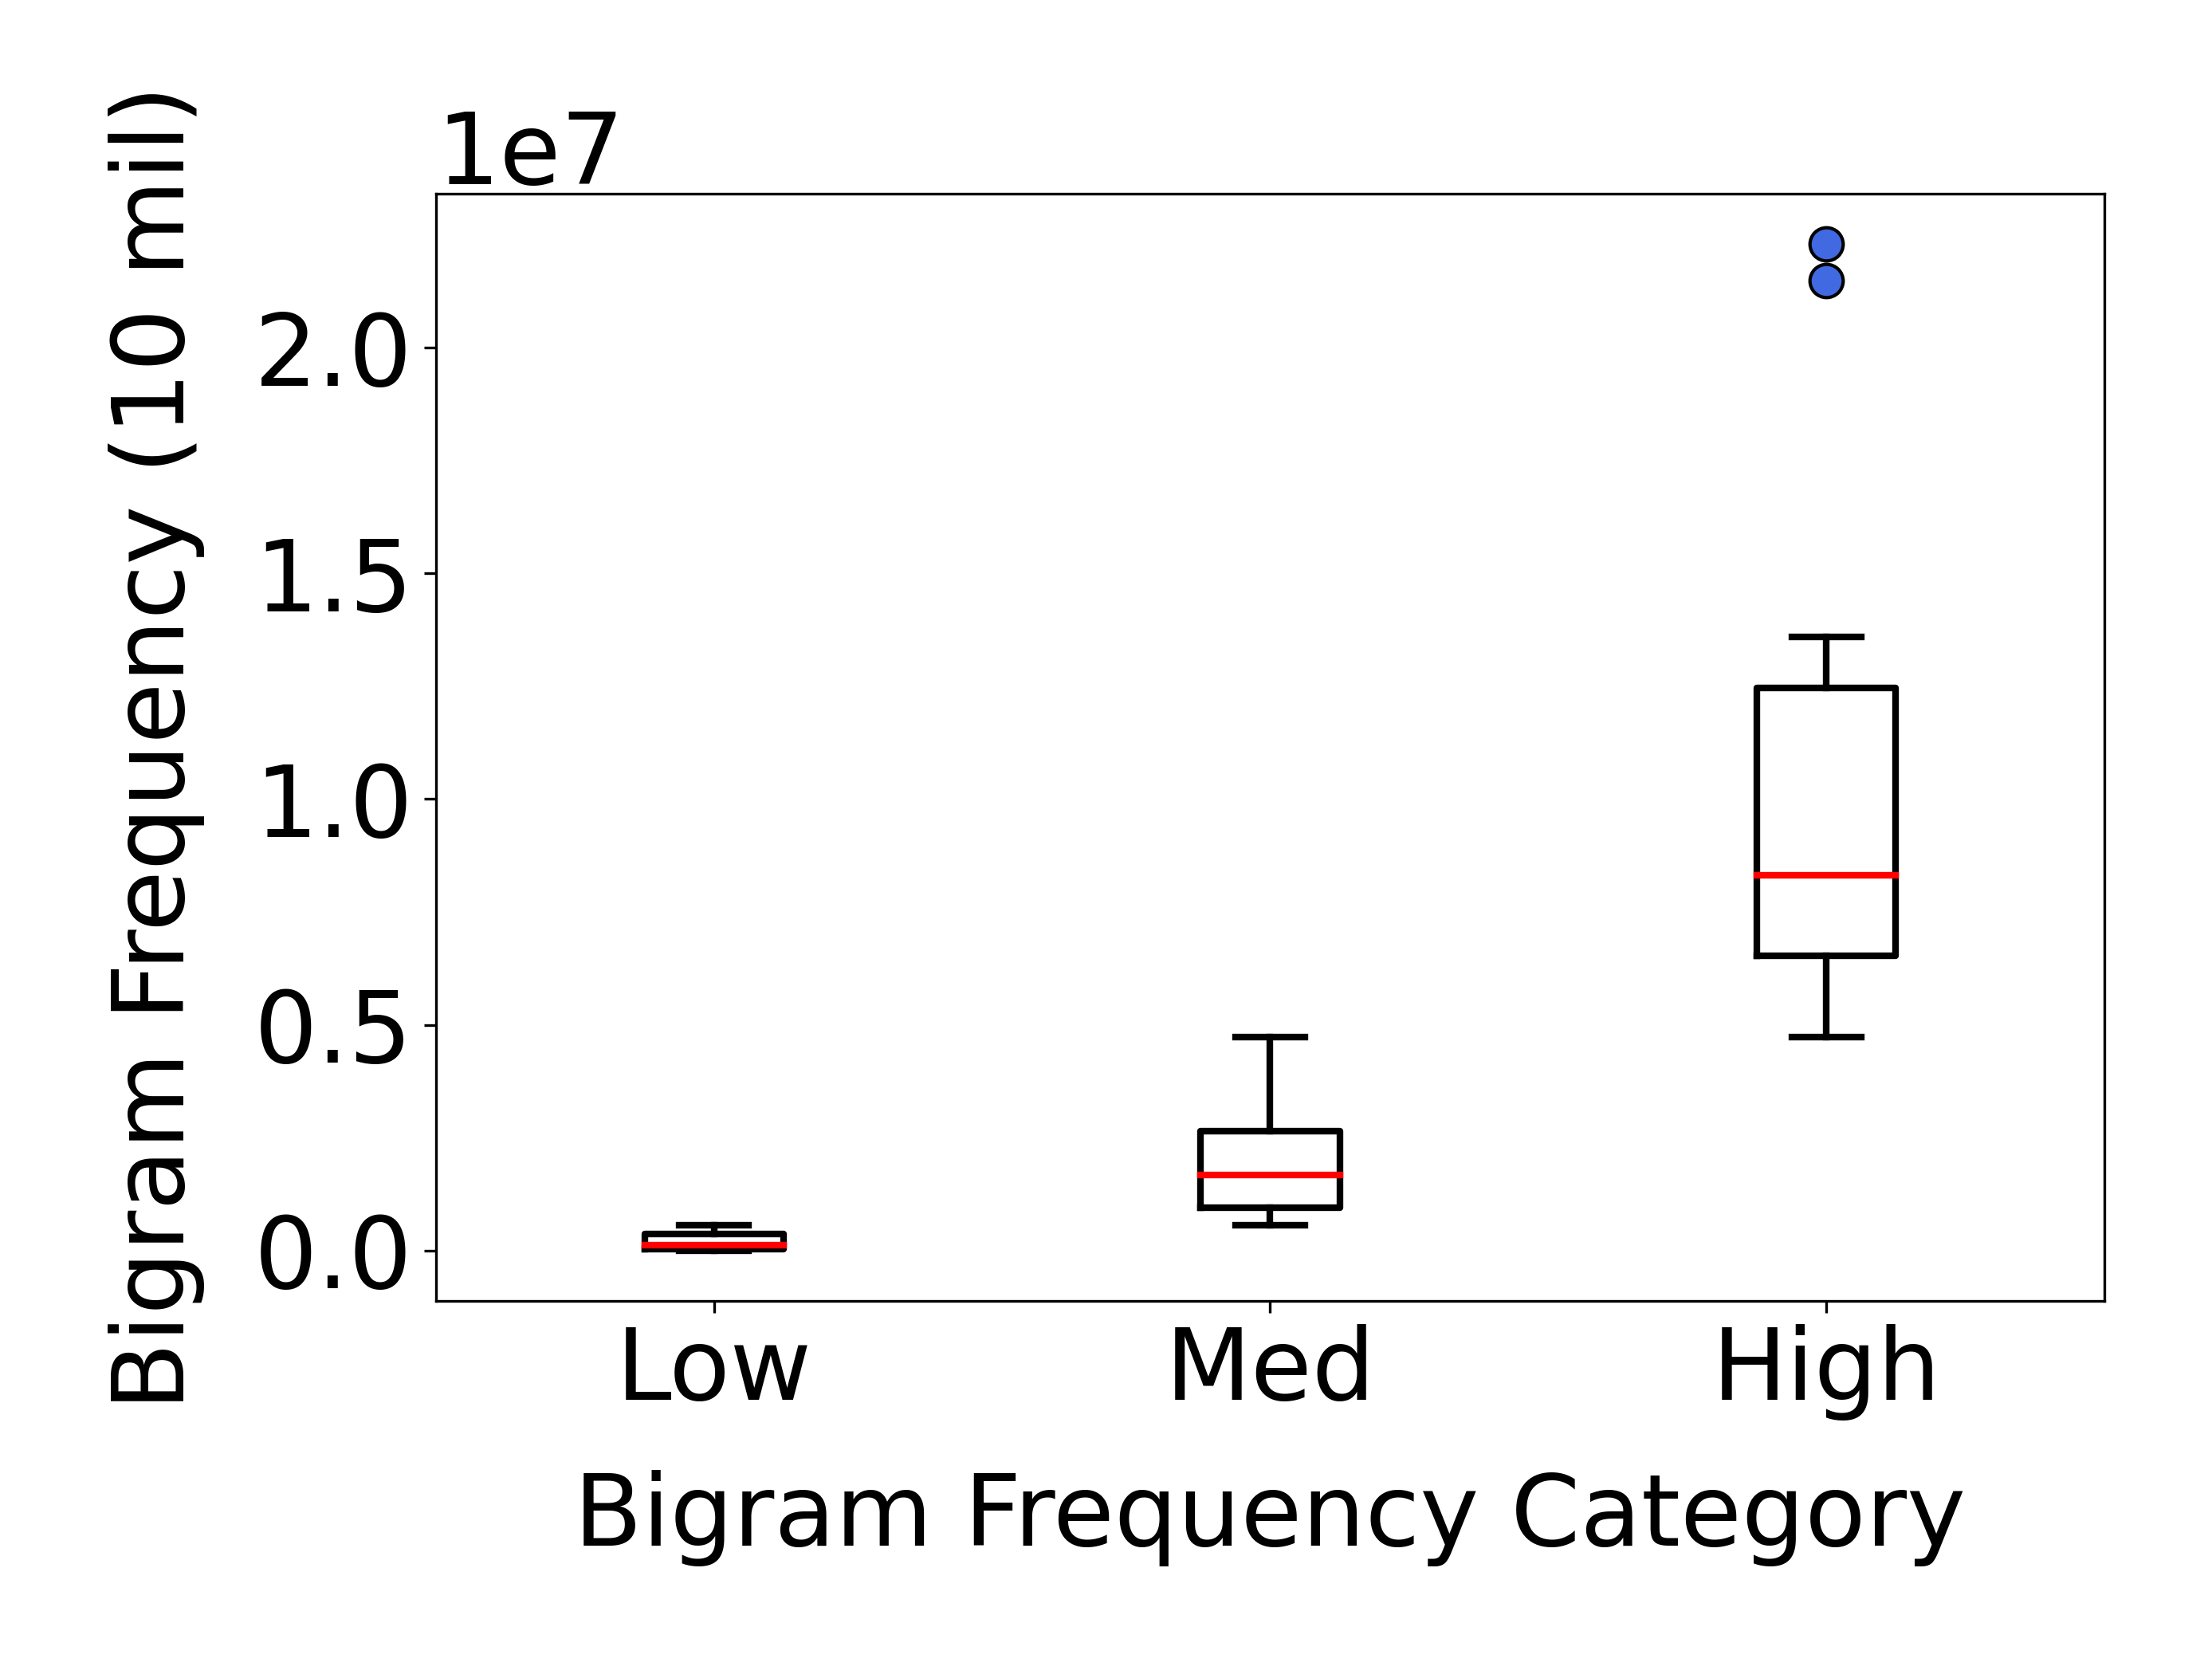 1e7
Bigram Frequency (10 mil)
2.0
1.5
1.0
0.5
0.0
Low Med High
Bigram Frequency Category